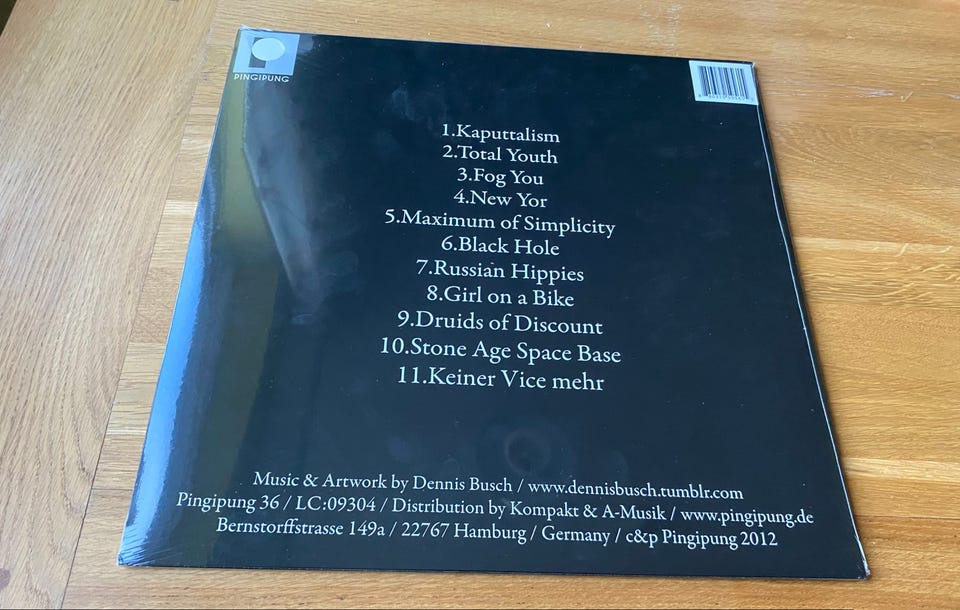 PINGIPUNG
1.Kaputtalism
2.Total Youth
3.Fog You
4.New Yor
5.Maximum of Simplicity
6.Black Hole
7.Russian Hippies
8.Girl on a Bike
9.Druids of Discount
10.Stone Age Space Base
11.Keiner Vice mehr
Music & Artwork by Dennis Busch / www.dennisbusch.tumblr.com
Pingipung 36 / LC:09304 / Distribution by Kompakt & A-Musik / www.pingipung.de
Bernstorffstrasse 149a / 22767 Hamburg / Germany / c&p Pingipung 2012